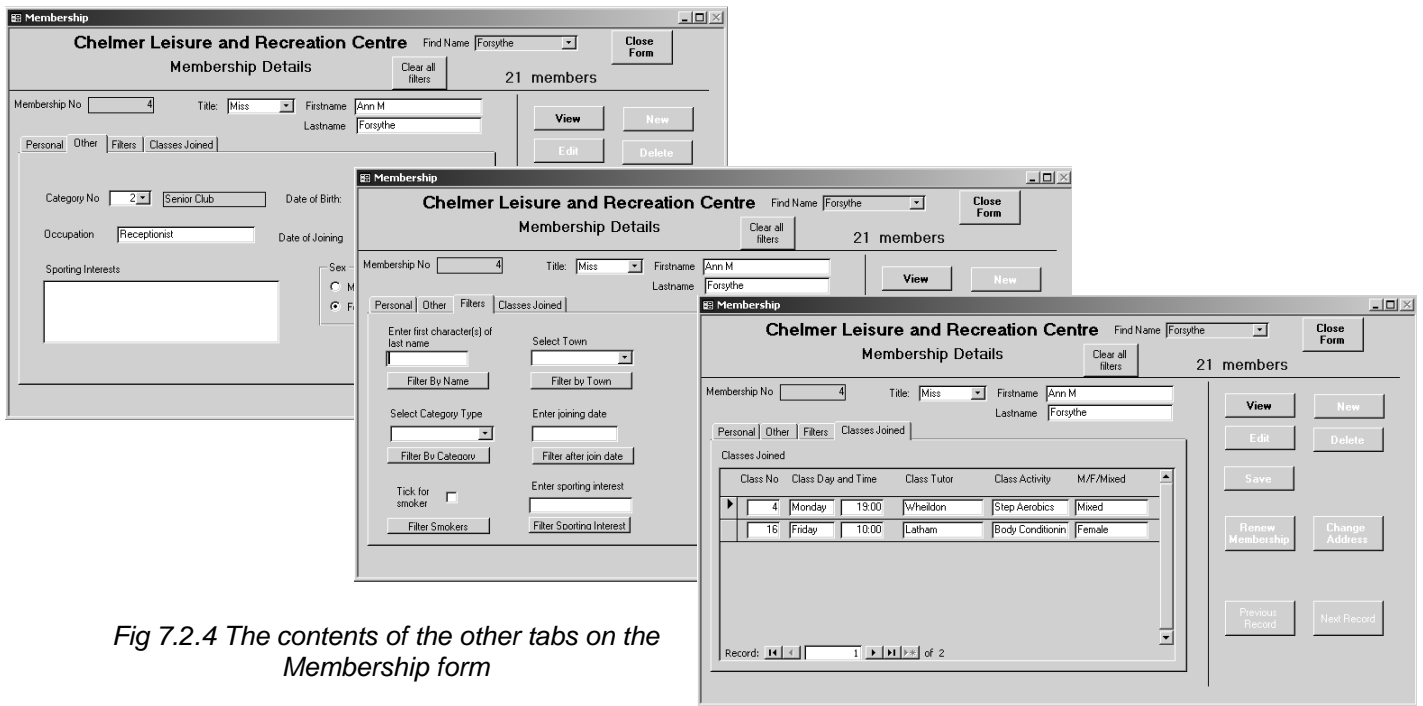 Membership
Chelmer Leisure and Recreation Centre Find Name Forsythe Close Form
Membership Details Clear all filters 21 members
Membership No 4 Title: Miss Firstname Ann M
Lastname Forsythe
View New
Personal Other Filters Classes Joined
Edit Delete
Category No 2 Senior Club Date of Birth:
Occupation Receptionist Date of Joining
Sporting Interests Sex
Membership
Chelmer Leisure and Recreation Centre Find Name Forsythe Close Form
Membership Details Clear all filters 21 members
Membership No 4 Title: Miss Firstname Ann M
Lastname Forsythe
View New
Personal Other Filters Classes Joined
Enter first character(s) of last name Select Town
Filter By Name Filter by Town
Select Category Type Enter joining date
Filter By Category Filter after join date
Tick for smoker Enter sporting interest
Filter Smokers Filter Sporting Interest
Membership
Chelmer Leisure and Recreation Centre Find Name Forsythe Close Form
Membership Details Clear all filters 21 members
Membership No 4 Title: Miss Firstname Ann M
Lastname Forsythe
View New
Personal Other Filters Classes Joined
Edit Delete
Classes Joined
Class No Class Day and Time Class Tutor Class Activity M/F/Mixed
4 Monday 19:00 Wheildon Step Aerobics Mixed
16 Friday 10:00 Latham Body Conditionin Female
Save
Renew Membership Change Address
Previous Record Next Record
Record: 1 of 2
Fig 7.2.4 The contents of the other tabs on the
Membership form